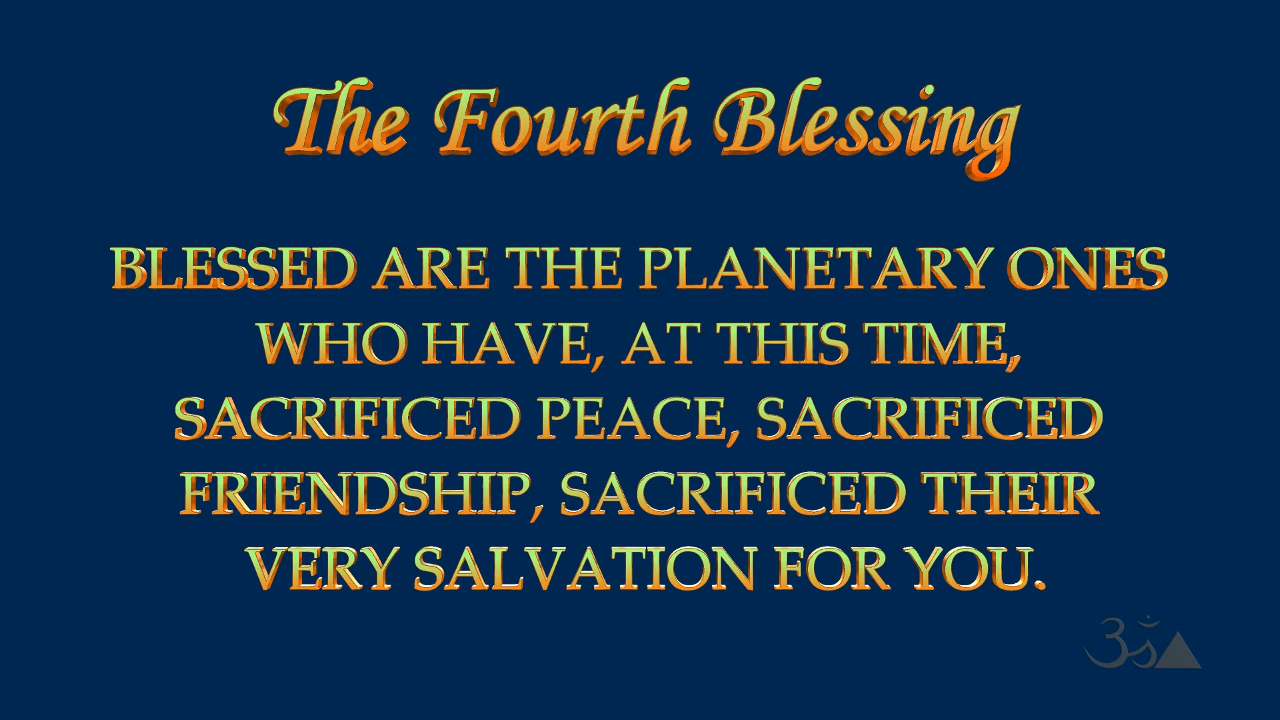 The Fourth Blessing
BLESSED ARE THE PLANETARY ONES
WHO HAVE, AT THIS TIME,
SACRIFICED PEACE, SACRIFICED
FRIENDSHIP, SACRIFICED THEIR
VERY SALVATION FOR YOU.
ॐ